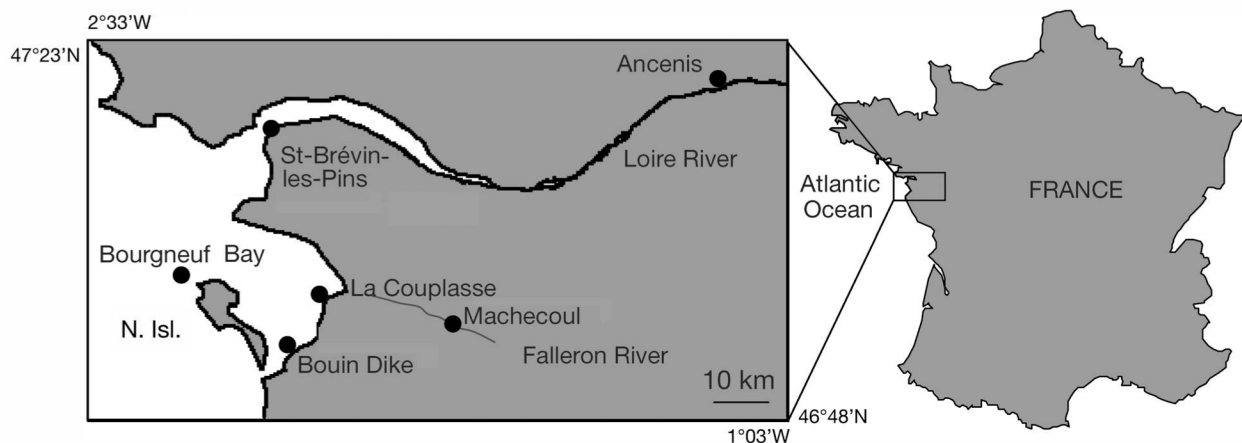 2°33'W
47°23'N
Ancenis
St-Brévin-
les-Pins
Loire River
Atlantic
Ocean
FRANCE
Bourgneuf Bay
La Couplasse
Machecoul
N. Isl.
Falleron River
Bouin Dike
10 km
46°48'N
1°03'W